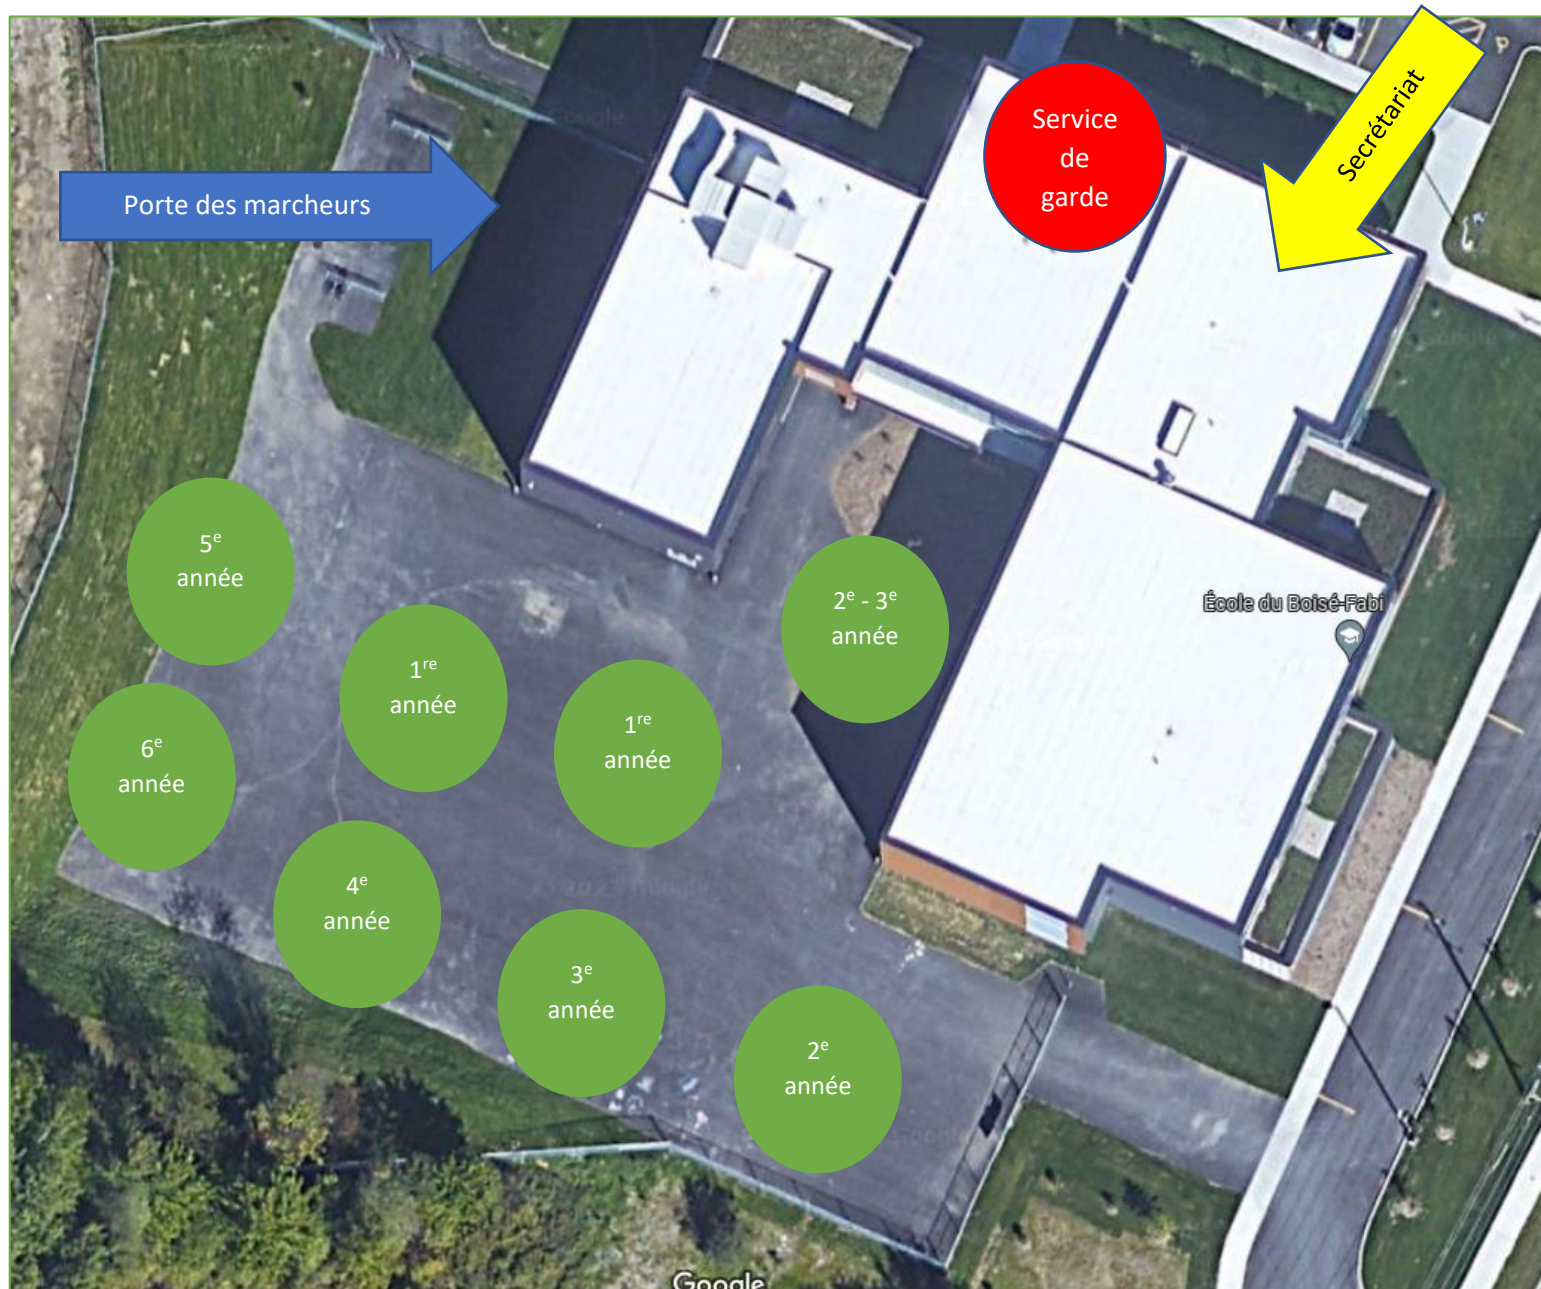 Service
de
garde
Secrétariat
Porte des marcheurs
5e
année
2e - 3e
année
École du Boisé-Fabi
1re
année
1re
année
6e
année
4e
année
3e
année
2e
année
Google